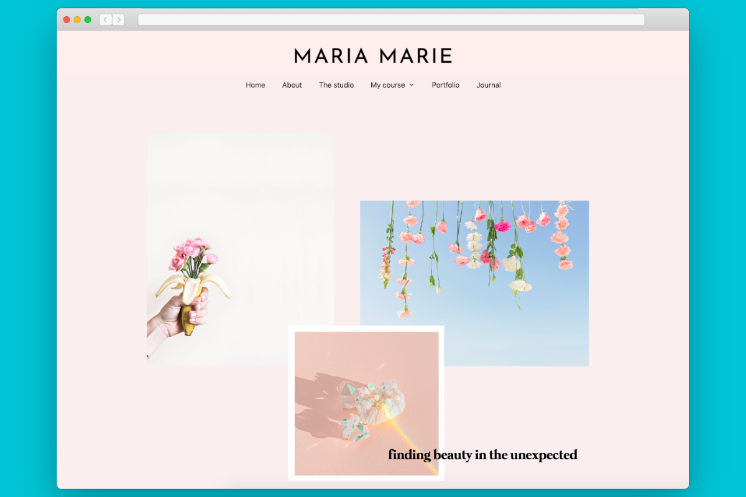 MARIA MARIE
Home About The studio My course Portfolio Journal
finding beauty in the unexpected